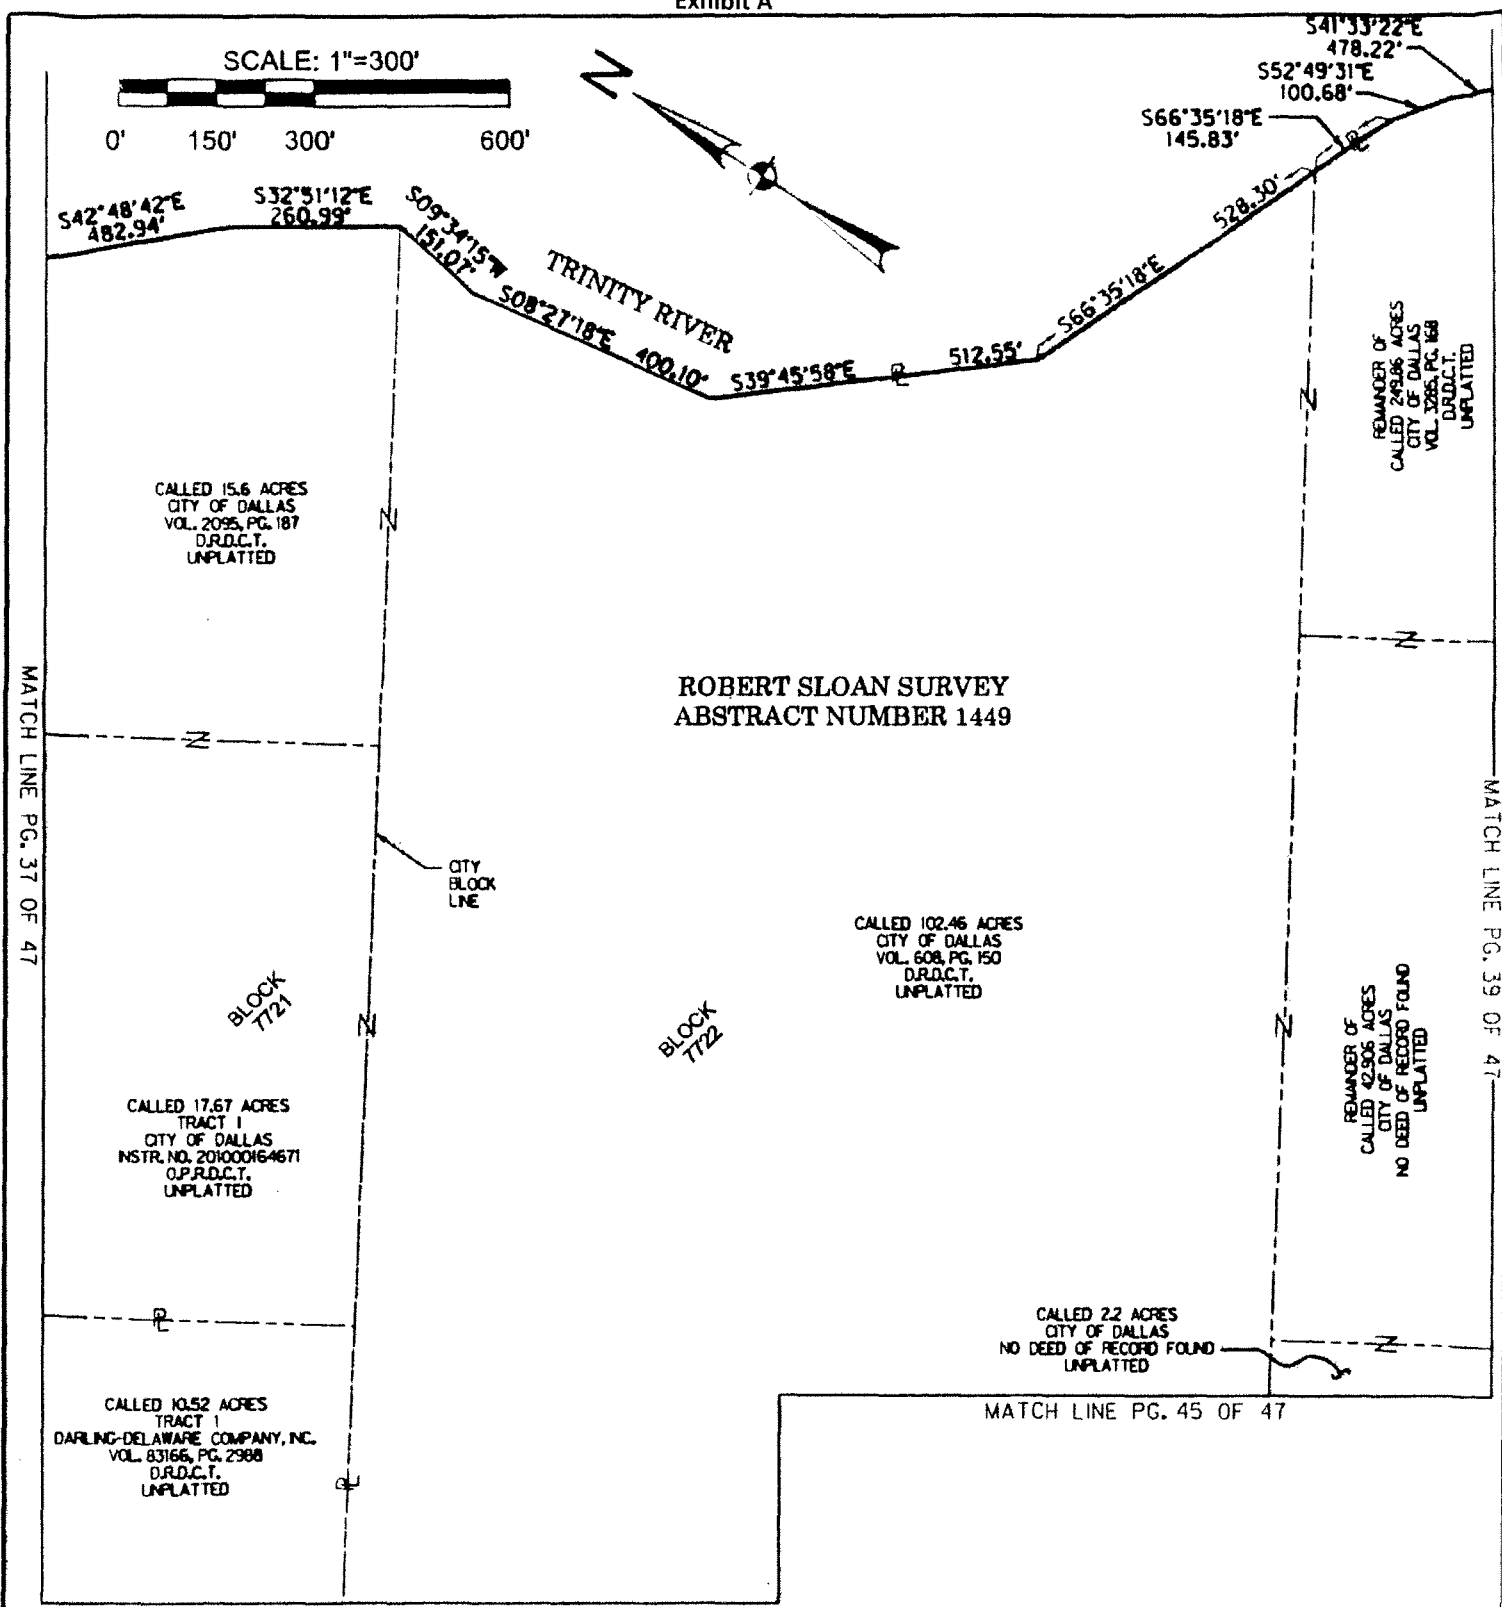 Exhibit A
SCALE: 1"=300'
0' 150' 300' 600'
N
S41°33'22"E
478.22'
S52°49'31"E
100.68'
S66°35'18"E
145.83'
S42°48'42"E
482.94'
S32°51'12"E
260.99'
S09°34'15"W
151.07'
TRINITY RIVER
S08°27'18"E 400.10'
S39°45'58"E 512.55'
S66°35'18"E 528.30'
REMAINDER OF
CALLED 249.86 ACRES
CITY OF DALLAS
VOL. 3285, PG. 168
D.R.D.C.T.
UNPLATTED
CALLED 15.6 ACRES
CITY OF DALLAS
VOL. 2095, PG. 187
D.R.D.C.T.
UNPLATTED
ROBERT SLOAN SURVEY
ABSTRACT NUMBER 1449
MATCH LINE PG. 37 OF 47
MATCH LINE PG. 39 OF 47
CITY
BLOCK
LINE
CALLED 102.46 ACRES
CITY OF DALLAS
VOL. 608, PG. 150
D.R.D.C.T.
UNPLATTED
BLOCK
7721
BLOCK
7722
REMAINDER OF
CALLED 42.906 ACRES
CITY OF DALLAS
NO DEED OF RECORD FOUND
UNPLATTED
CALLED 17.67 ACRES
TRACT 1
CITY OF DALLAS
INSTR. NO. 201000164671
O.P.R.D.C.T.
UNPLATTED
CALLED 2.2 ACRES
CITY OF DALLAS
NO DEED OF RECORD FOUND
UNPLATTED
CALLED 10.52 ACRES
TRACT 1
DARLING-DELAWARE COMPANY, INC.
VOL. 83166, PG. 2988
D.R.D.C.T.
UNPLATTED
MATCH LINE PG. 45 OF 47